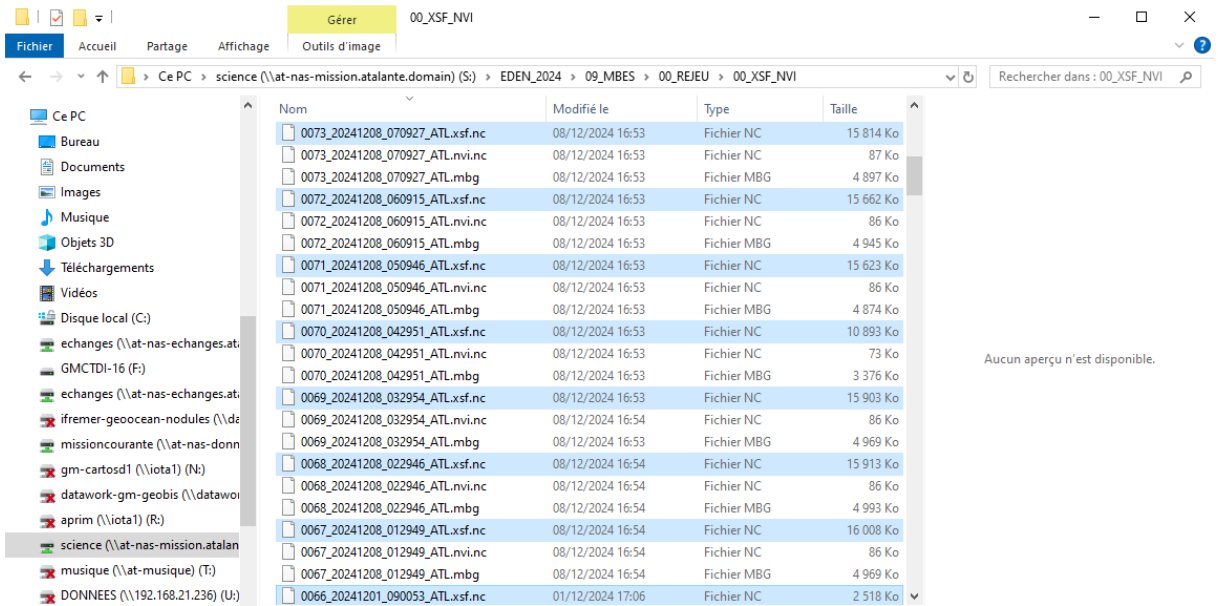 Gérer 00_XSF_NVI
Fichier Accueil Partage Affichage Outils d'image
Ce PC > science (\\at-nas-mission.atalante.domain) (S:) > EDEN_2024 > 09_MBES > 00_REJEU > 00_XSF_NVI
Rechercher dans : 00_XSF_NVI
Ce PC
Bureau
Documents
Images
Musique
Objets 3D
Téléchargements
Vidéos
Disque local (C:)
echanges (\\at-nas-echanges.ata
GMCTDI-16 (F:)
echanges (\\at-nas-echanges.ata
ifremer-geoocean-nodules (\\da
missioncourante (\\at-nas-donn
gm-cartosd1 (\\iota1) (N:)
datawork-gm-geobis (\\datawor
aprim (\\iota1) (R:)
science (\\at-nas-mission.atalan
musique (\\at-musique) (T:)
DONNEES (\\192.168.21.236) (U:)
Nom Modifié le Type Taille
0073_20241208_070927_ATL.xsf.nc 08/12/2024 16:53 Fichier NC 15 814 Ko
0073_20241208_070927_ATL.nvi.nc 08/12/2024 16:53 Fichier NC 87 Ko
0073_20241208_070927_ATL.mbg 08/12/2024 16:53 Fichier MBG 4 897 Ko
0072_20241208_060915_ATL.xsf.nc 08/12/2024 16:53 Fichier NC 15 662 Ko
0072_20241208_060915_ATL.nvi.nc 08/12/2024 16:53 Fichier NC 86 Ko
0072_20241208_060915_ATL.mbg 08/12/2024 16:53 Fichier MBG 4 945 Ko
0071_20241208_050946_ATL.xsf.nc 08/12/2024 16:53 Fichier NC 15 623 Ko
0071_20241208_050946_ATL.nvi.nc 08/12/2024 16:53 Fichier NC 86 Ko
0071_20241208_050946_ATL.mbg 08/12/2024 16:53 Fichier MBG 4 874 Ko
0070_20241208_042951_ATL.xsf.nc 08/12/2024 16:53 Fichier NC 10 893 Ko
0070_20241208_042951_ATL.nvi.nc 08/12/2024 16:53 Fichier NC 73 Ko
0070_20241208_042951_ATL.mbg 08/12/2024 16:53 Fichier MBG 3 376 Ko
0069_20241208_032954_ATL.xsf.nc 08/12/2024 16:53 Fichier NC 15 903 Ko
0069_20241208_032954_ATL.nvi.nc 08/12/2024 16:54 Fichier NC 86 Ko
0069_20241208_032954_ATL.mbg 08/12/2024 16:53 Fichier MBG 4 969 Ko
0068_20241208_022946_ATL.xsf.nc 08/12/2024 16:54 Fichier NC 15 913 Ko
0068_20241208_022946_ATL.nvi.nc 08/12/2024 16:54 Fichier NC 86 Ko
0068_20241208_022946_ATL.mbg 08/12/2024 16:54 Fichier MBG 4 993 Ko
0067_20241208_012949_ATL.xsf.nc 08/12/2024 16:54 Fichier NC 16 008 Ko
0067_20241208_012949_ATL.nvi.nc 08/12/2024 16:54 Fichier NC 86 Ko
0067_20241208_012949_ATL.mbg 08/12/2024 16:54 Fichier MBG 4 969 Ko
0066_20241201_090053_ATL.xsf.nc 01/12/2024 17:06 Fichier NC 2 518 Ko
Aucun aperçu n'est disponible.